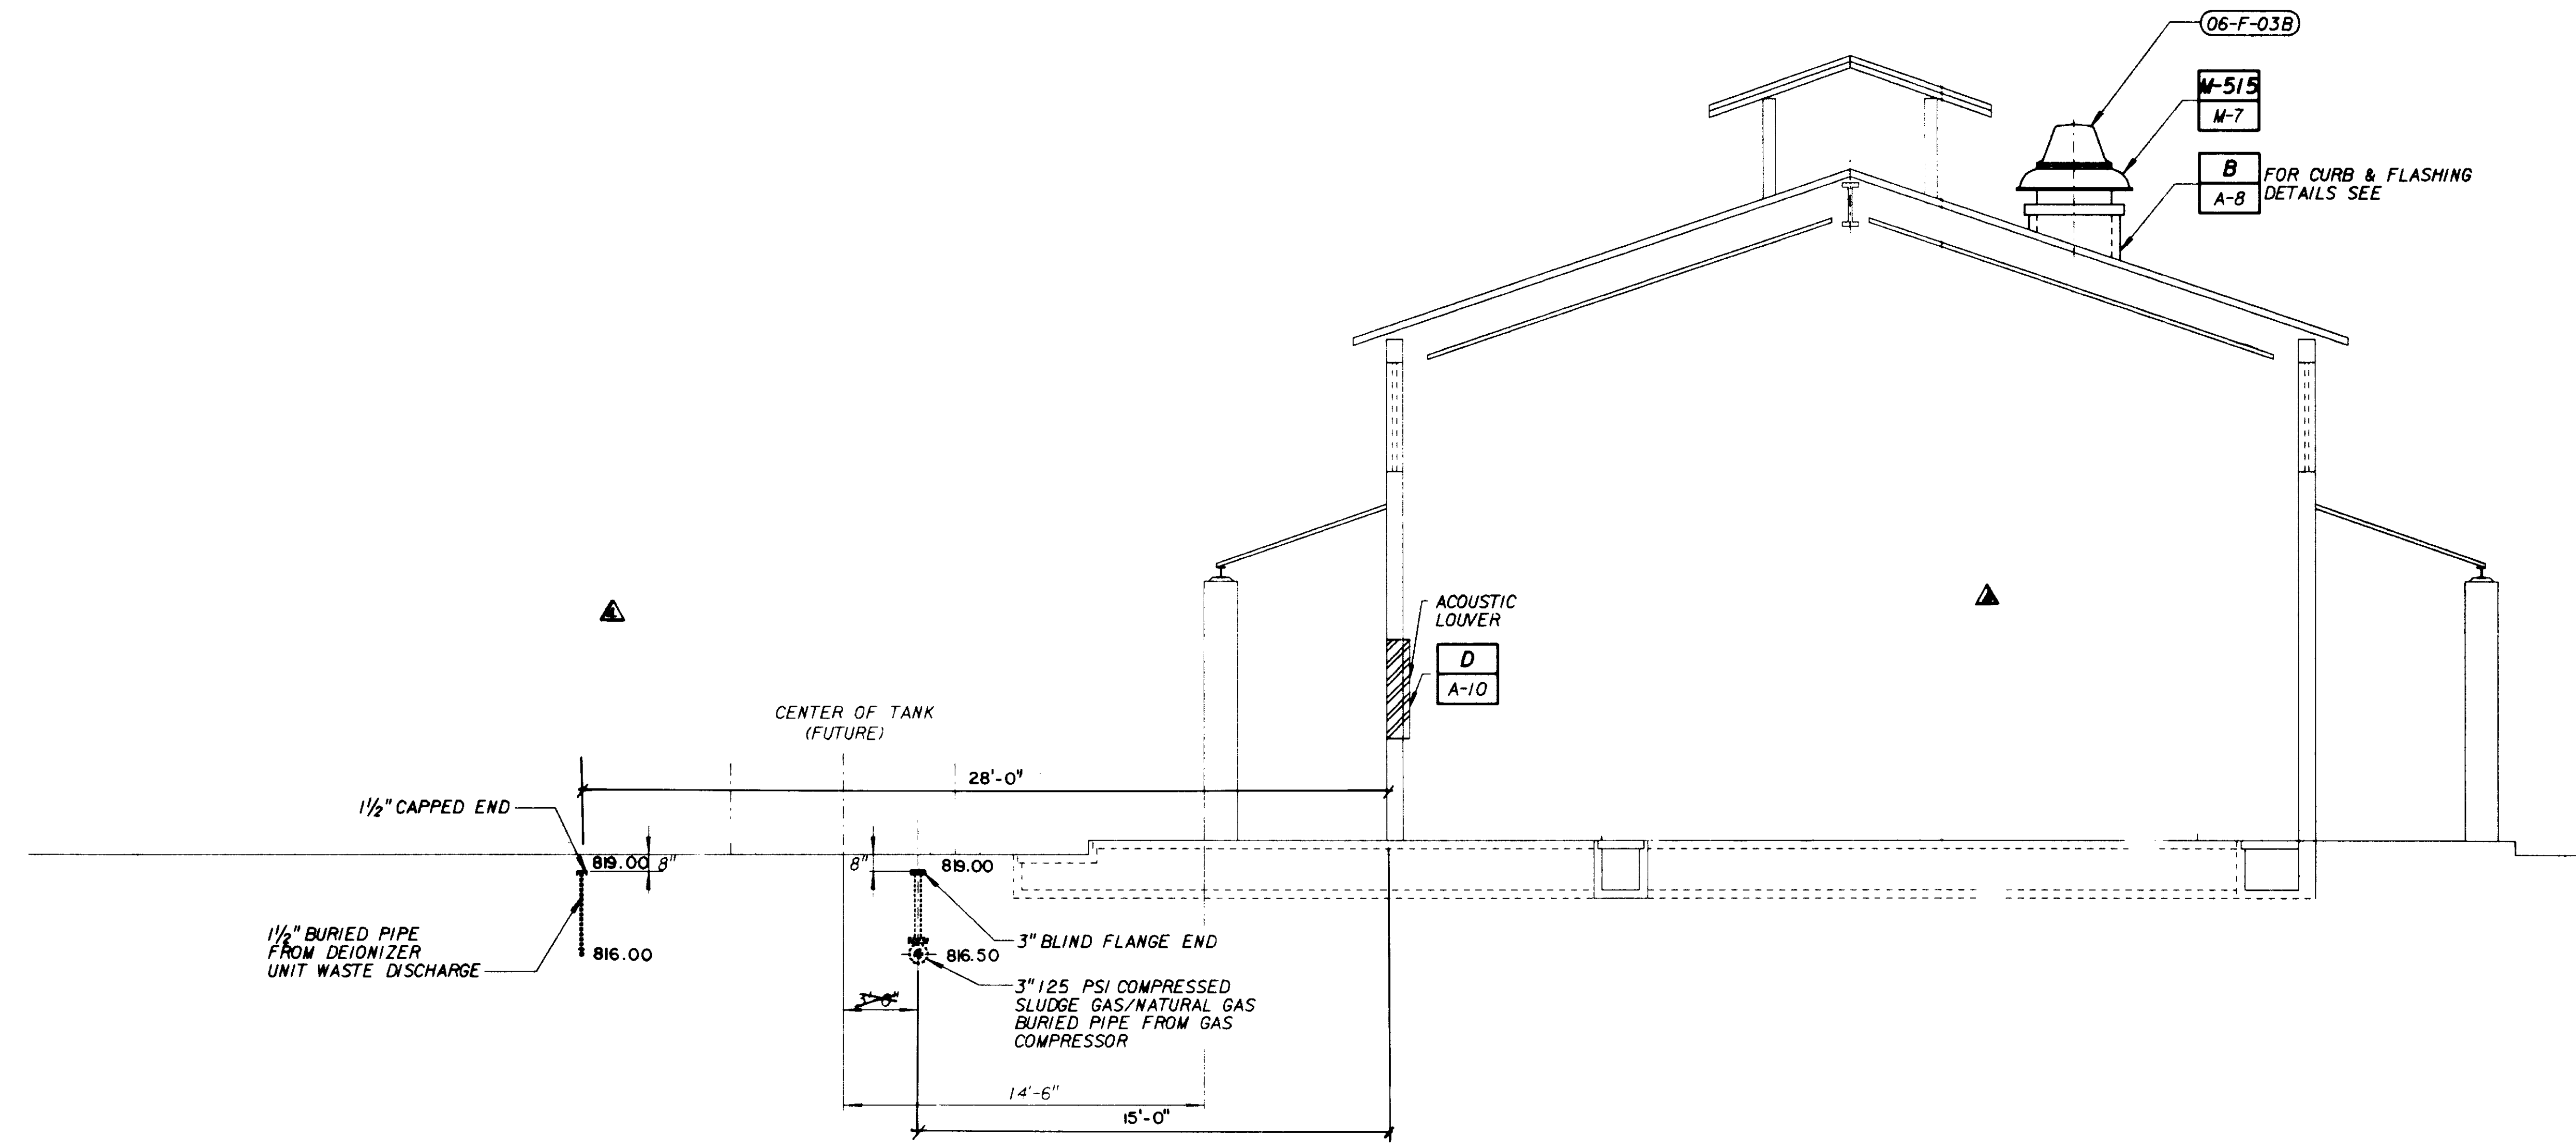 06-F-03B
M-515
M-7
B
A-8
FOR CURB & FLASHING
DETAILS SEE
ACOUSTIC
LOUVER
D
A-10
CENTER OF TANK
(FUTURE)
28'-0"
1½" CAPPED END
819.00
8"
8"
819.00
1½" BURIED PIPE
FROM DEIONIZER
UNIT WASTE DISCHARGE
816.00
3" BLIND FLANGE END
816.50
3" 125 PSI COMPRESSED
SLUDGE GAS/NATURAL GAS
BURIED PIPE FROM GAS
COMPRESSOR
14'-6"
15'-0"